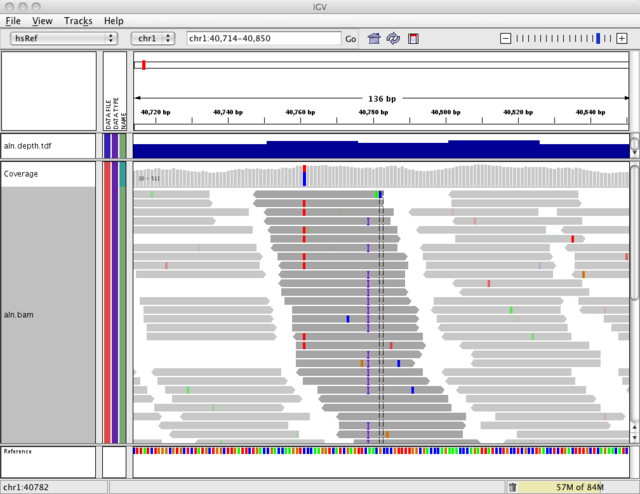 IGV
File View Tracks Help
hsRef chr1 chr1:40,714-40,850 Go
DATA FILE
DATA TYPE
NAME
136 bp
40,720 bp 40,740 bp 40,760 bp 40,780 bp 40,800 bp 40,820 bp 40,840 bp
aln.depth.tdf
Coverage
[0 - 51]
aln.bam
Reference
chr1:40782 57M of 84M